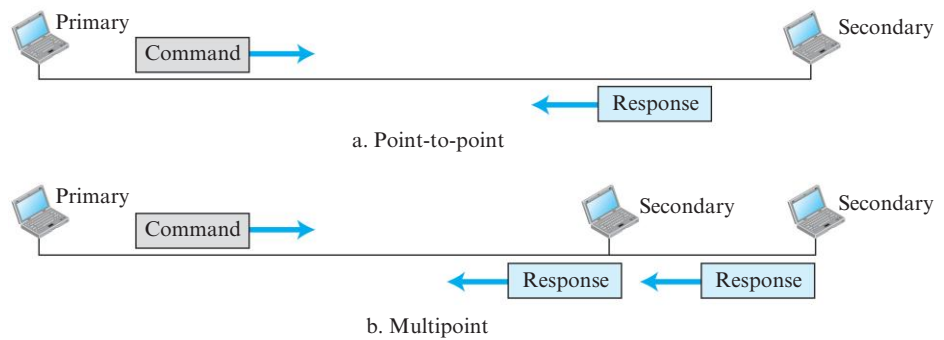 Primary
Secondary
Command
Response
a. Point-to-point
Primary
Secondary
Secondary
Command
Response
Response
b. Multipoint